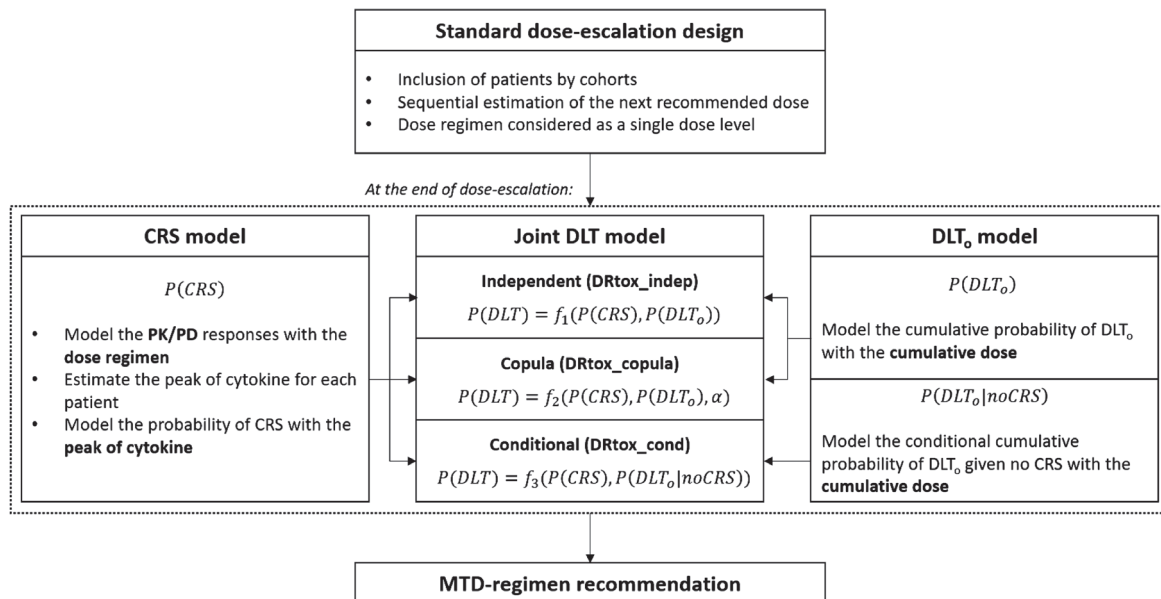 Standard dose-escalation design
• Inclusion of patients by cohorts
• Sequential estimation of the next recommended dose
• Dose regimen considered as a single dose level
At the end of dose-escalation:
CRS model
P(CRS)
• Model the PK/PD responses with the
dose regimen
• Estimate the peak of cytokine for each
patient
• Model the probability of CRS with the
peak of cytokine
Joint DLT model
Independent (DRtox_indep)
P(DLT) = f₁(P(CRS), P(DLTₒ))
Copula (DRtox_copula)
P(DLT) = f₂(P(CRS), P(DLTₒ), α)
Conditional (DRtox_cond)
P(DLT) = f₃(P(CRS), P(DLTₒ|noCRS))
DLTₒ model
P(DLTₒ)
Model the cumulative probability of DLTₒ
with the cumulative dose
P(DLTₒ|noCRS)
Model the conditional cumulative
probability of DLTₒ given no CRS with the
cumulative dose
MTD-regimen recommendation